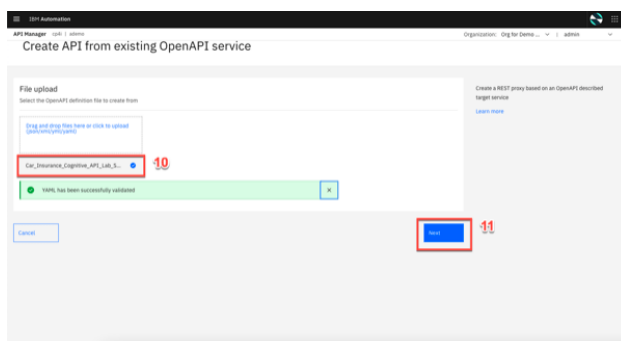 IBM Automation
API Manager cp4i | ademo
Organization: Org for Demo ... | admin
Create API from existing OpenAPI service
File upload
Select the OpenAPI definition file to create from
Create a REST proxy based on an OpenAPI described
target service
Learn more
Drag and drop files here or click to upload
(json/xml/yml/yaml)
Car_Insurance_Cognitive_API_Lab_S...
10
YAML has been successfully validated
Cancel
Next
11